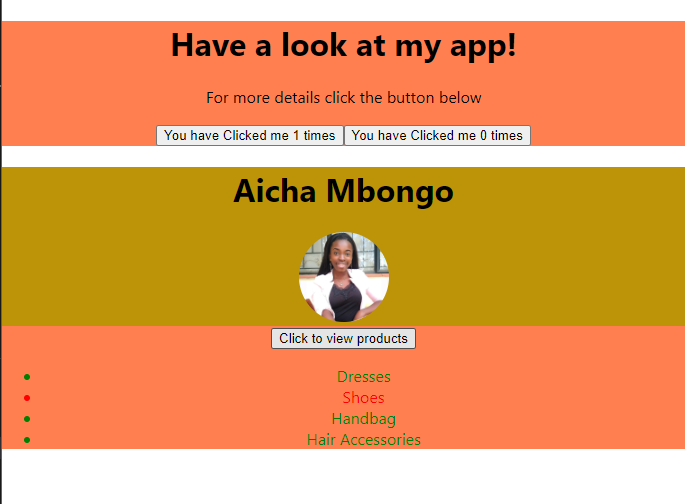 Have a look at my app!
For more details click the button below
You have Clicked me 1 times You have Clicked me 0 times
Aicha Mbongo
Click to view products
Dresses
Shoes
Handbag
Hair Accessories